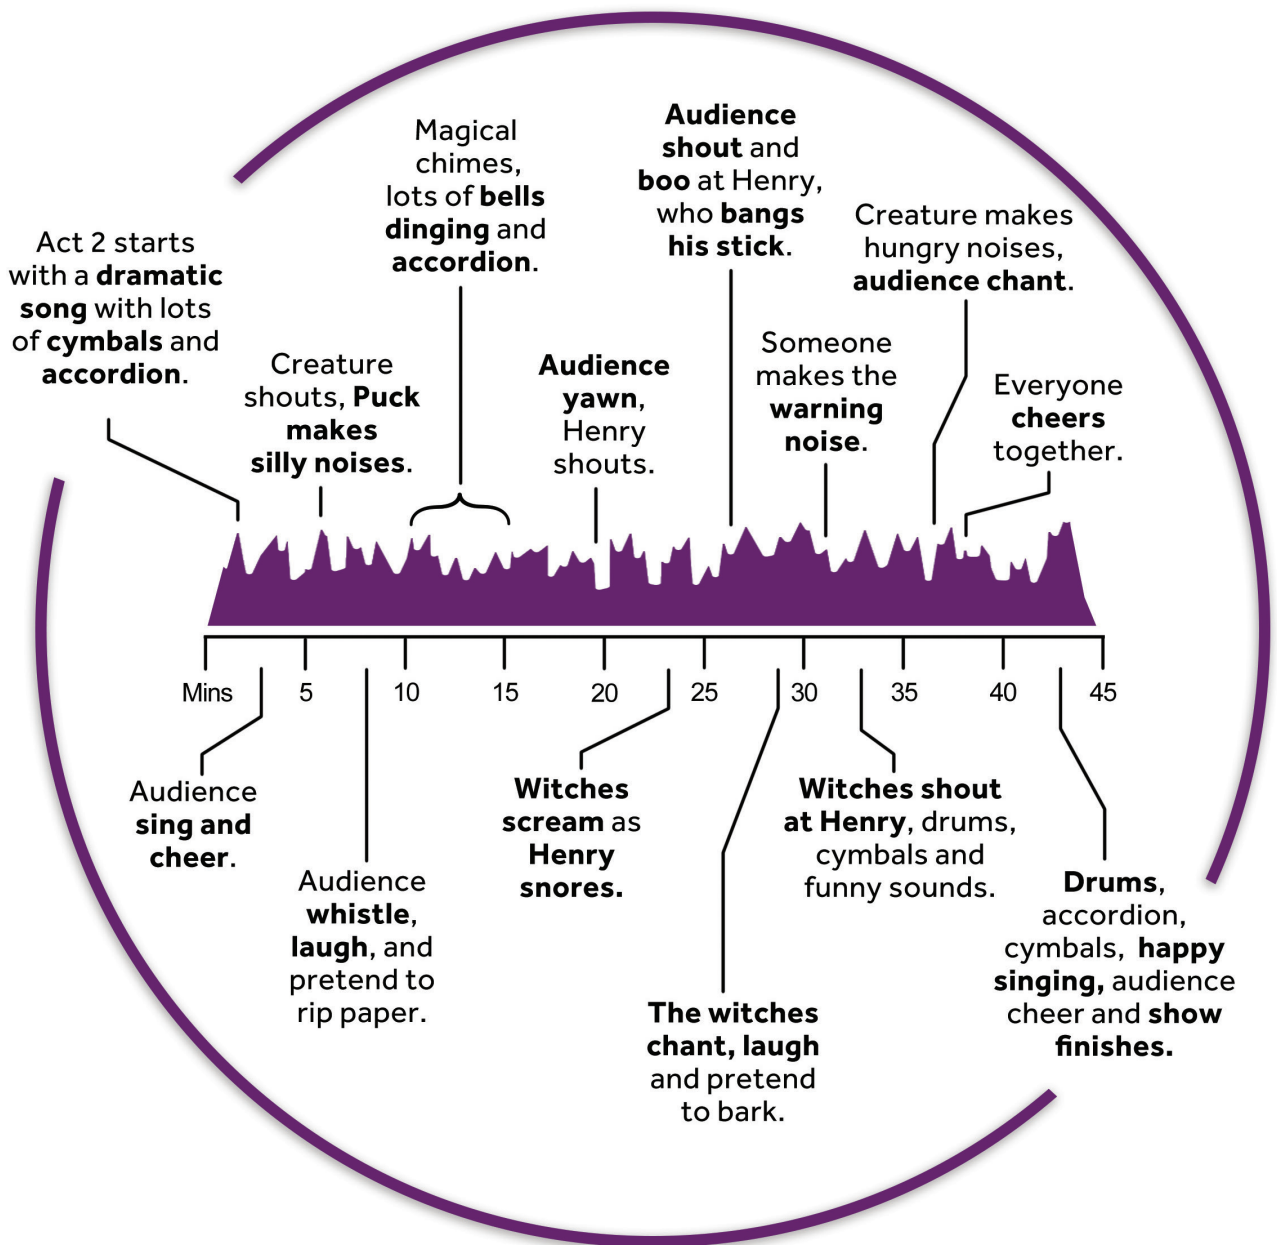 Act 2 starts
with a dramatic
song with lots
of cymbals and
accordion.
Creature
shouts, Puck
makes
silly noises.
Magical
chimes,
lots of bells
dinging and
accordion.
Audience
yawn,
Henry
shouts.
Audience
shout and
boo at Henry,
who bangs
his stick.
Someone
makes the
warning
noise.
Creature makes
hungry noises,
audience chant.
Everyone
cheers
together.
Mins 5 10 15 20 25 30 35 40 45
Audience
sing and
cheer.
Audience
whistle,
laugh, and
pretend to
rip paper.
Witches
scream as
Henry
snores.
The witches
chant, laugh
and pretend
to bark.
Witches shout
at Henry, drums,
cymbals and
funny sounds.
Drums,
accordion,
cymbals, happy
singing, audience
cheer and show
finishes.